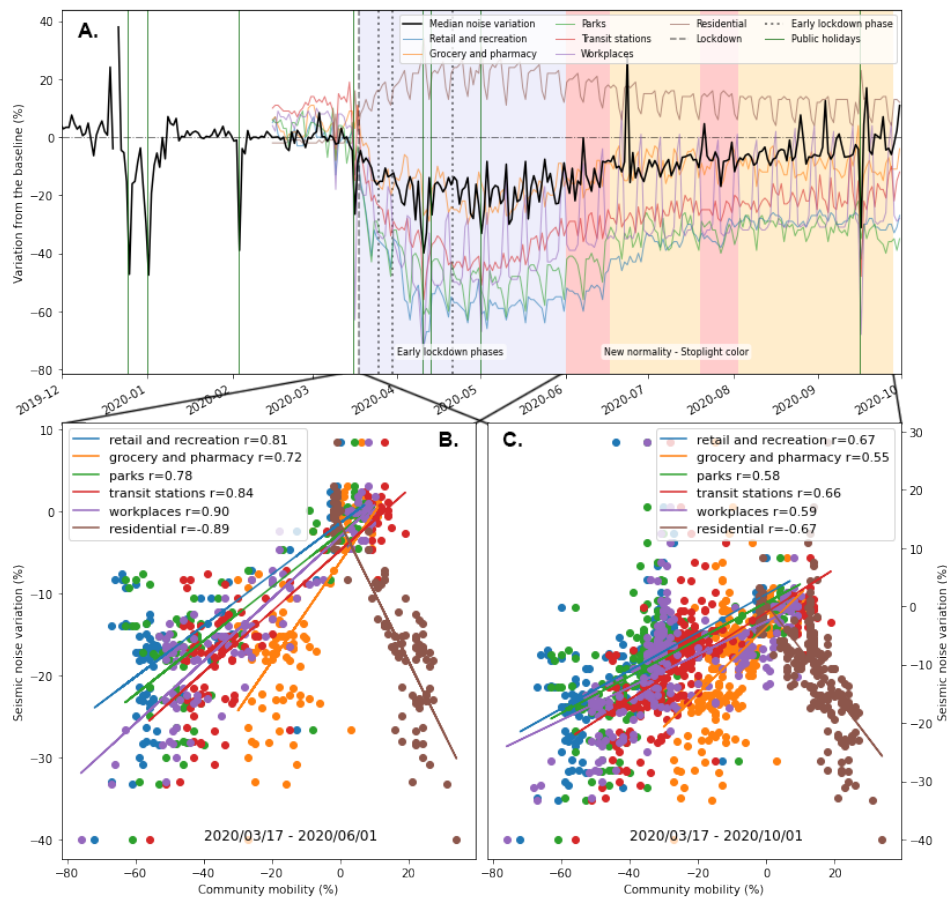 A.
Median noise variation
Retail and recreation
Grocery and pharmacy
Parks
Transit stations
Workplaces
Residential
Lockdown
Early lockdown phase
Public holidays
Variation from the baseline (%)
40
20
0
−20
−40
−60
−80
Early lockdown phases
New normality - Stoplight color
2019-12
2020-01
2020-02
2020-03
2020-04
2020-05
2020-06
2020-07
2020-08
2020-09
2020-10
B.
retail and recreation r=0.81
grocery and pharmacy r=0.72
parks r=0.78
transit stations r=0.84
workplaces r=0.90
residential r=-0.89
Seismic noise variation (%)
10
0
−10
−20
−30
−40
2020/03/17 - 2020/06/01
−80
−60
−40
−20
0
20
Community mobility (%)
C.
retail and recreation r=0.67
grocery and pharmacy r=0.55
parks r=0.58
transit stations r=0.66
workplaces r=0.59
residential r=-0.67
30
20
10
0
−10
−20
−30
−40
Seismic noise variation (%)
2020/03/17 - 2020/10/01
−80
−60
−40
−20
0
20
Community mobility (%)